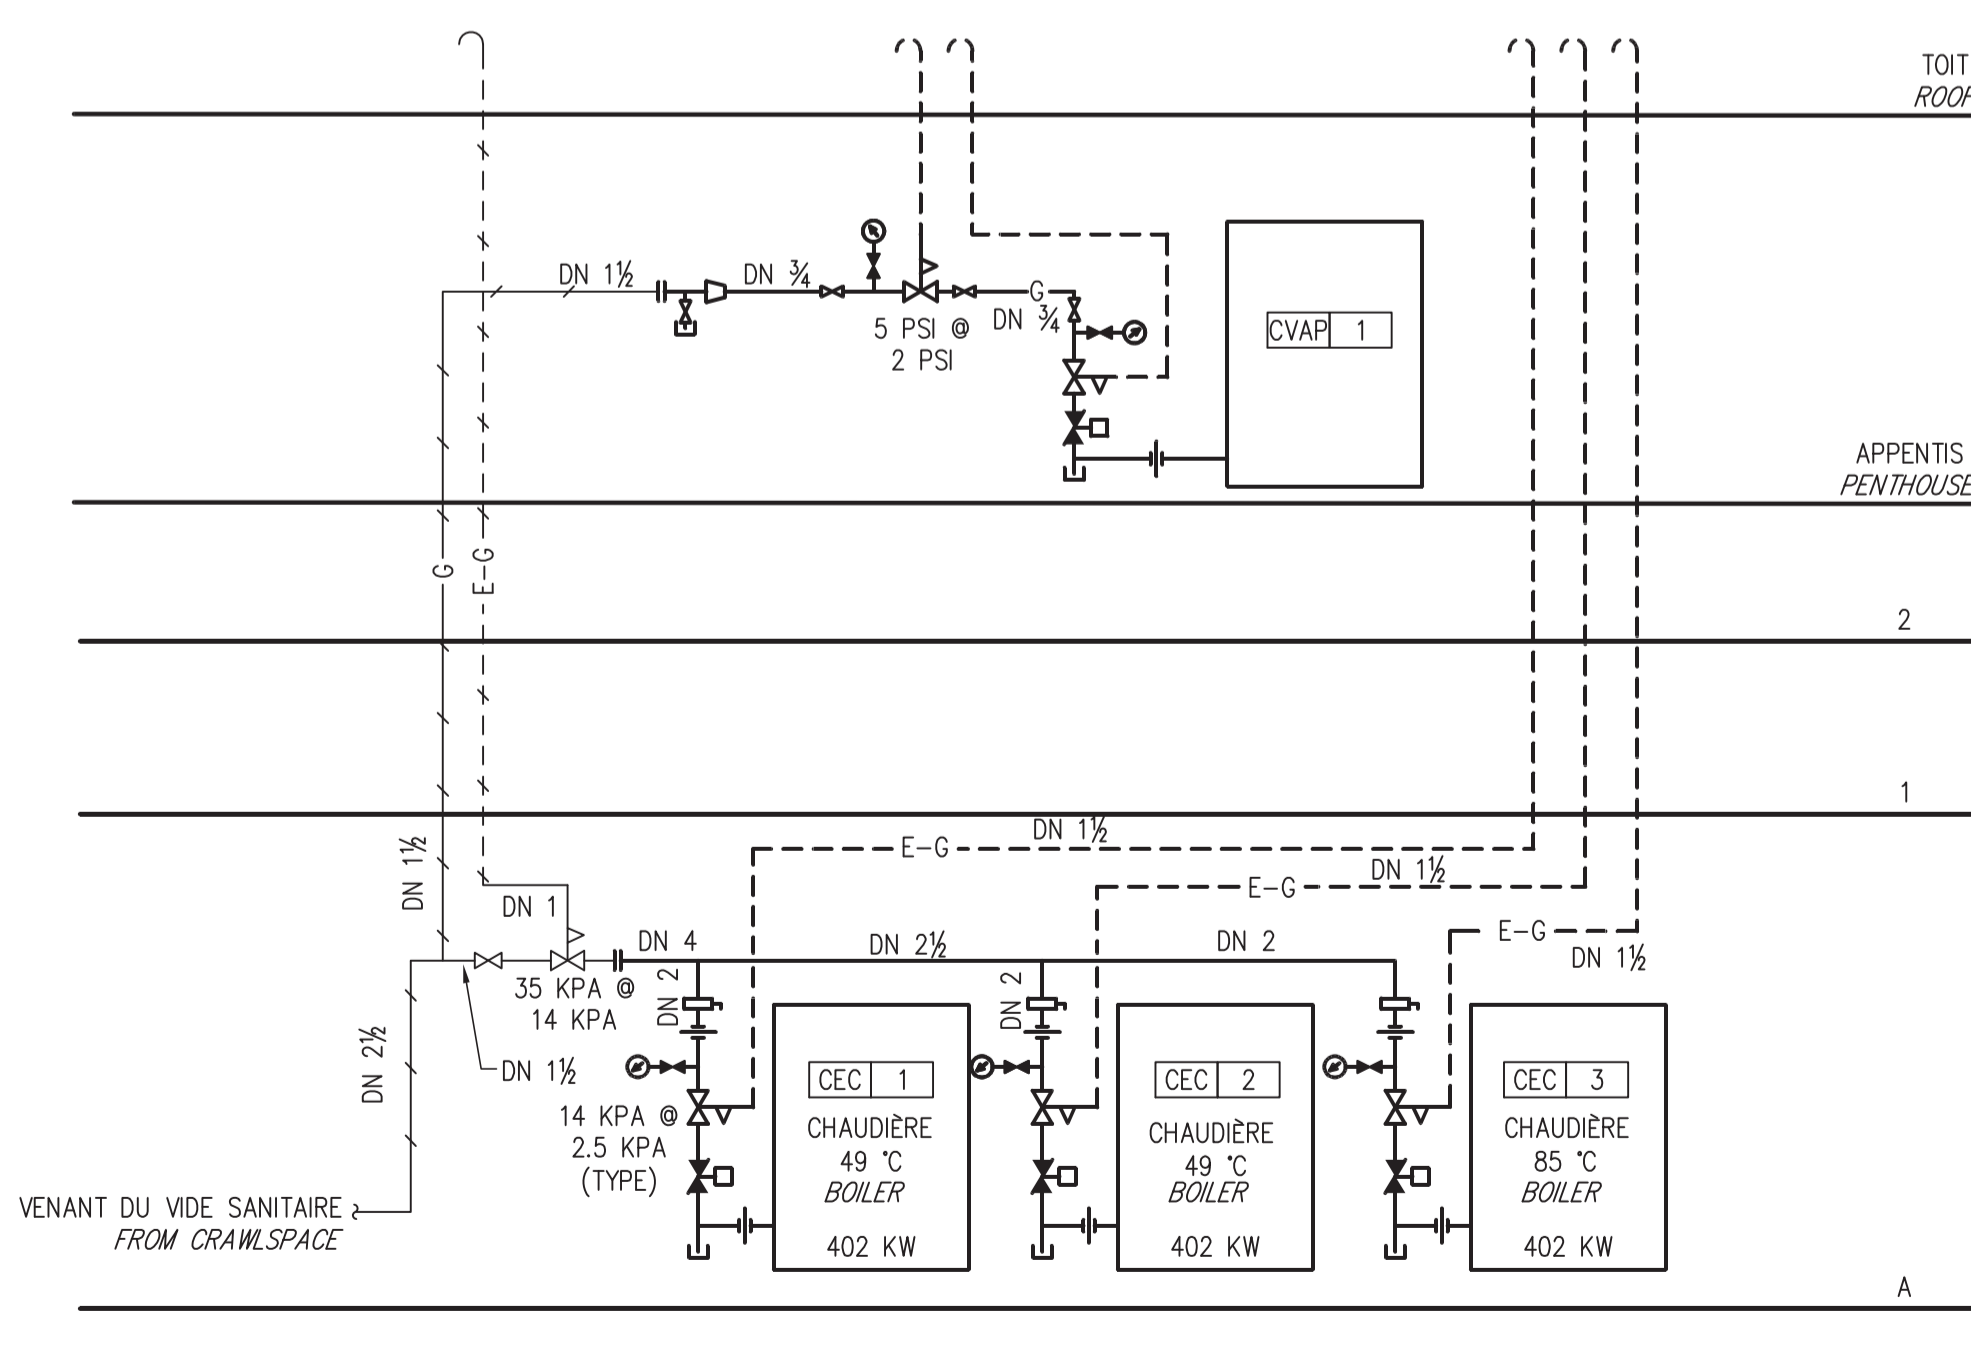 TOIT
ROOF
DN 1½
DN ¾
G
DN ¾
5 PSI @
2 PSI
CVAP 1
APPENTIS
PENTHOUSE
G
E-G
2
1
DN 1½
E-G
DN 1½
E-G
DN 1½
E-G
DN 1½
DN 1
DN 4
DN 2½
DN 2
35 KPA @
14 KPA
DN 2
DN 2
DN 2½
DN 1½
14 KPA @
2.5 KPA
(TYPE)
CEC 1
CHAUDIÈRE
49 °C
BOILER
402 KW
CEC 2
CHAUDIÈRE
49 °C
BOILER
402 KW
CEC 3
CHAUDIÈRE
85 °C
BOILER
402 KW
VENANT DU VIDE SANITAIRE
FROM CRAWLSPACE
A